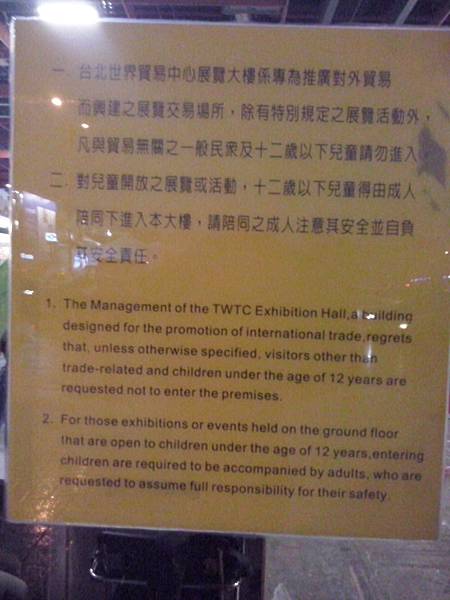 一 台北世界貿易中心展覽大樓係專為推廣對外貿易
而興建之展覽交易場所，除有特別規定之展覽活動外，
凡與貿易無關之一般民衆及十二歲以下兒童請勿進入。
二 對兒童開放之展覽或活動，十二歲以下兒童得由成人
陪同下進入本大樓，請陪同之成人注意其安全並自負
其安全責任。
1. The Management of the TWTC Exhibition Hall,a building
designed for the promotion of international trade,regrets
that, unless otherwise specified, visitors other than
trade-related and children under the age of 12 years are
requested not to enter the premises.
2. For those exhibitions or events held on the ground floor
that are open to children under the age of 12 years,entering
children are required to be accompanied by adults, who are
requested to assume full responsibility for their safety.